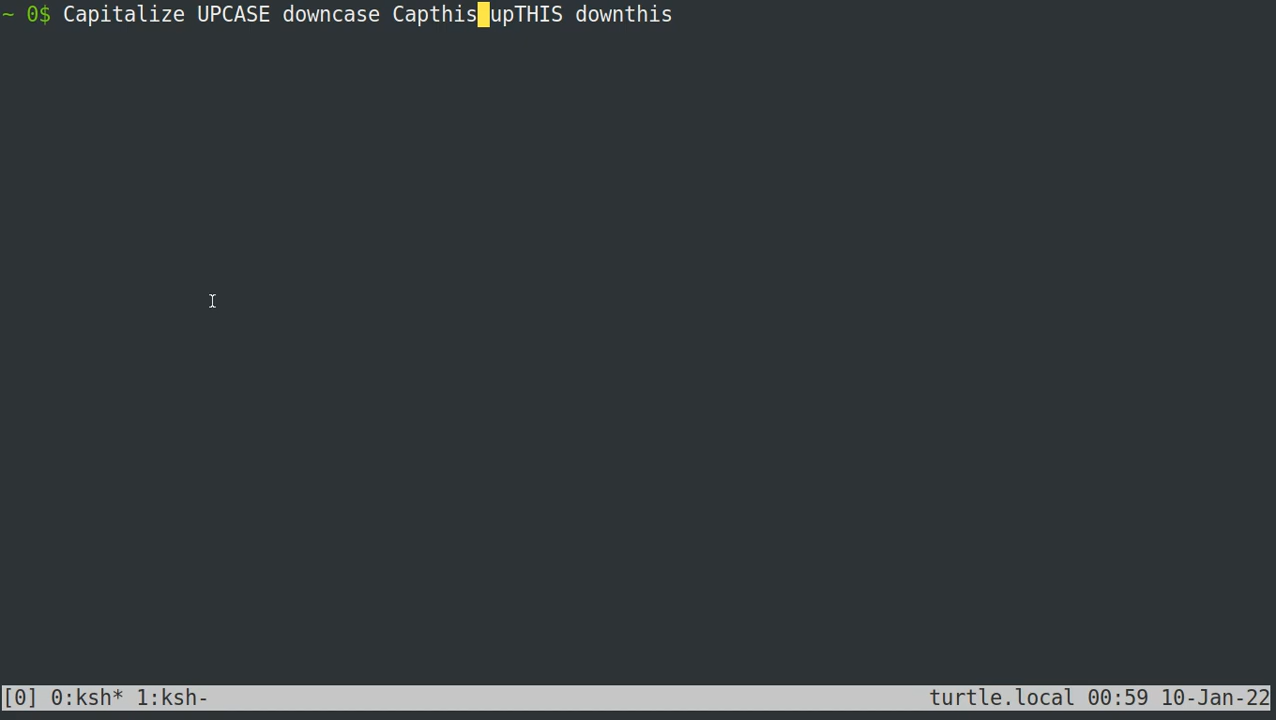 ~ 0$ Capitalize UPCASE downcase Capthis upTHIS downthis
[0] 0:ksh* 1:ksh- turtle.local 00:59 10-Jan-22